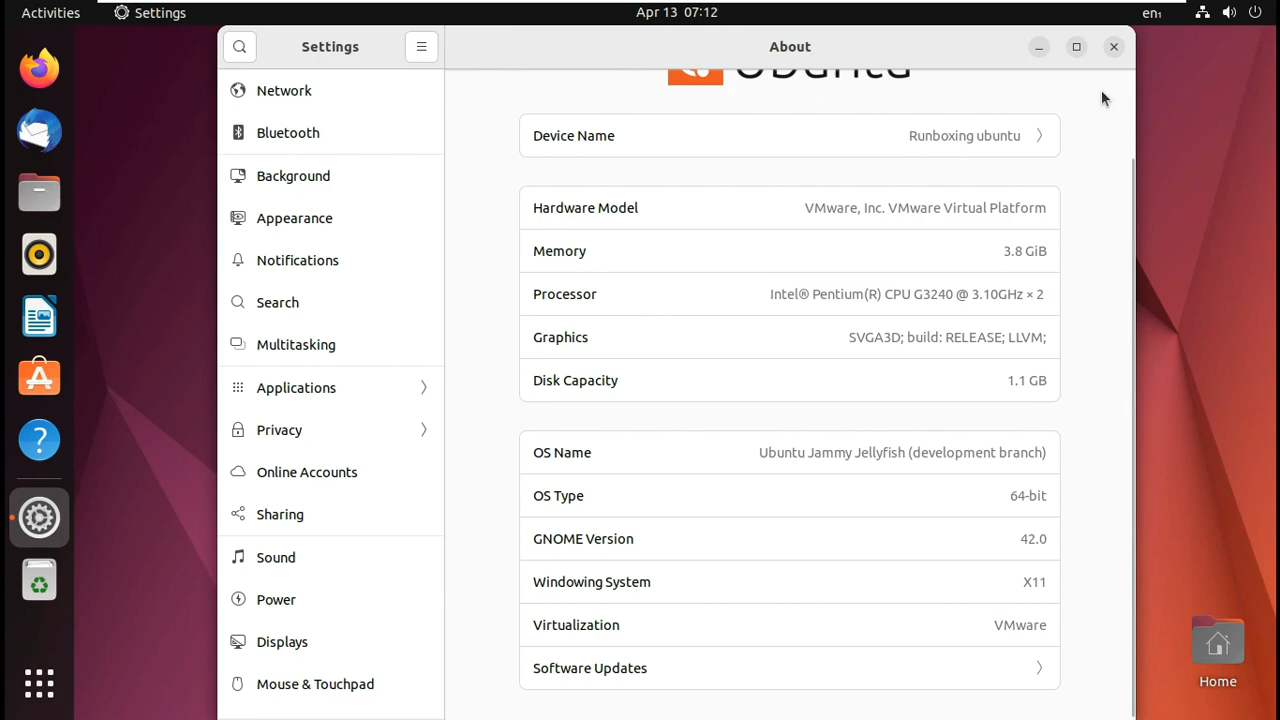 Activities Settings Apr 13 07:12 en₁
Settings About
ubuntu
Network
Bluetooth
Background
Appearance
Notifications
Search
Multitasking
Applications
Privacy
Online Accounts
Sharing
Sound
Power
Displays
Mouse & Touchpad
Device Name Runboxing ubuntu
Hardware Model VMware, Inc. VMware Virtual Platform
Memory 3.8 GiB
Processor Intel® Pentium(R) CPU G3240 @ 3.10GHz × 2
Graphics SVGA3D; build: RELEASE; LLVM;
Disk Capacity 1.1 GB
OS Name Ubuntu Jammy Jellyfish (development branch)
OS Type 64-bit
GNOME Version 42.0
Windowing System X11
Virtualization VMware
Software Updates
Home